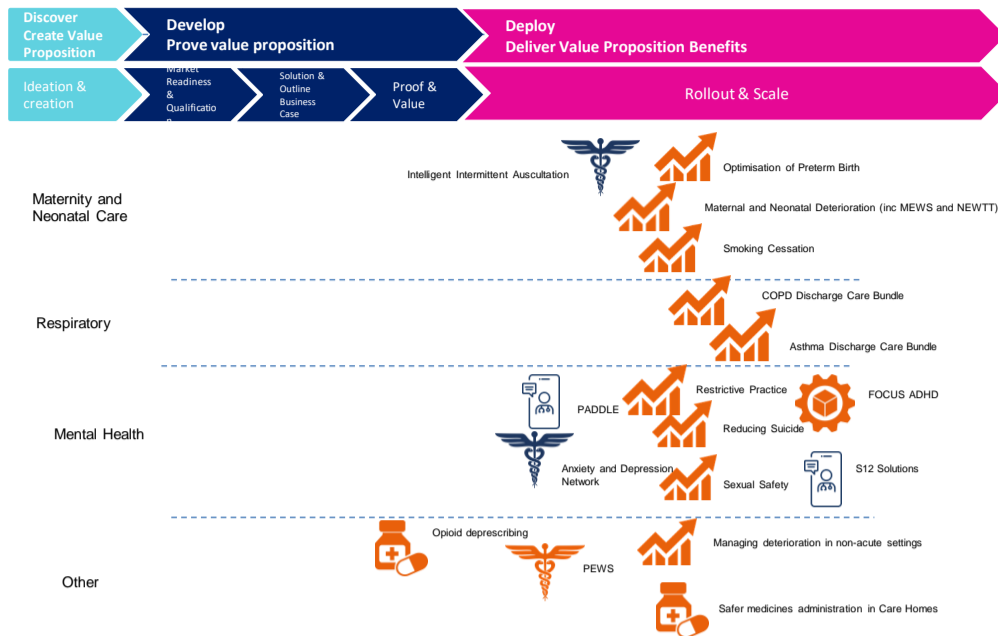 Discover
Create Value
Proposition
Develop
Prove value proposition
Deploy
Deliver Value Proposition Benefits
Ideation &
creation
Market
Readiness
&
Qualificatio
n
Solution &
Outline
Business
Case
Proof &
Value
Rollout & Scale
Maternity and
Neonatal Care
Intelligent Intermittent Auscultation
Optimisation of Preterm Birth
Maternal and Neonatal Deterioration (inc MEWS and NEWTT)
Smoking Cessation
Respiratory
COPD Discharge Care Bundle
Asthma Discharge Care Bundle
Mental Health
PADDLE
Restrictive Practice
FOCUS ADHD
Reducing Suicide
Anxiety and Depression
Network
Sexual Safety
S12 Solutions
Other
Opioid deprescribing
PEWS
Managing deterioration in non-acute settings
Safer medicines administration in Care Homes